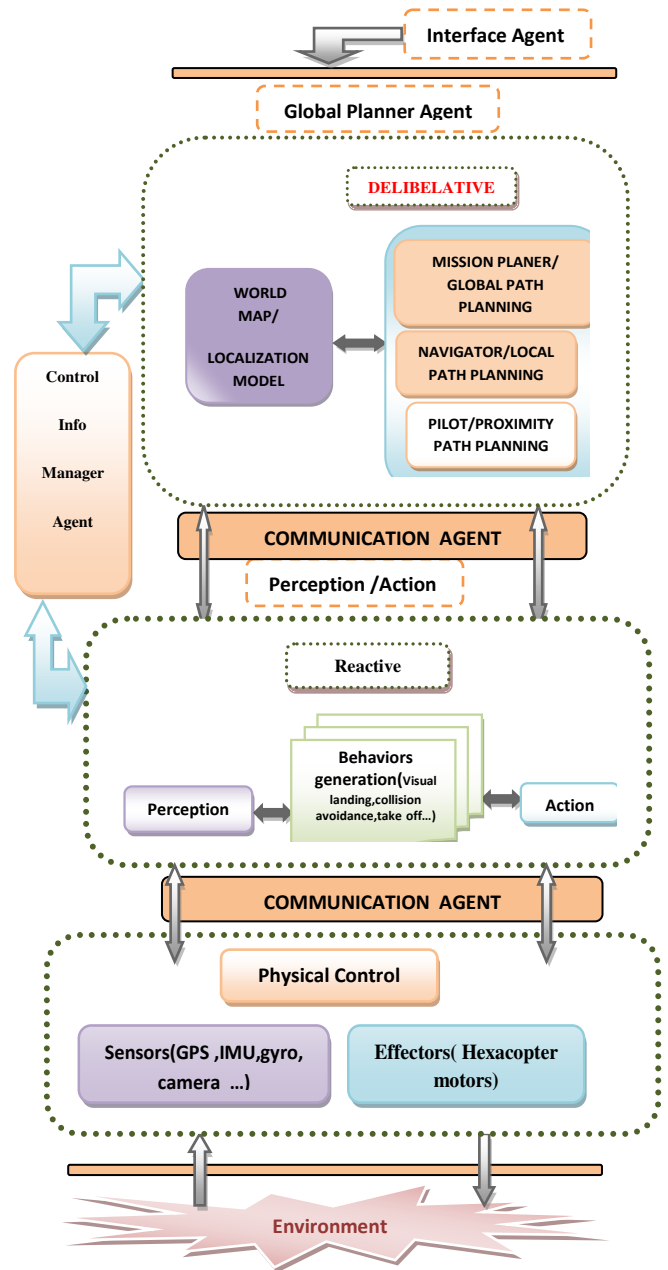 Interface Agent
Global Planner Agent
DELIBELATIVE
WORLD
MAP/
LOCALIZATION
MODEL
MISSION PLANER/
GLOBAL PATH
PLANNING
NAVIGATOR/LOCAL
PATH PLANNING
PILOT/PROXIMITY
PATH PLANNING
Control
Info
Manager
Agent
COMMUNICATION AGENT
Perception /Action
Reactive
Behaviors
generation(Visual
landing,collision
avoidance,take off...)
Perception
Action
COMMUNICATION AGENT
Physical Control
Sensors(GPS ,IMU,gyro,
camera ...)
Effectors( Hexacopter
motors)
Environment